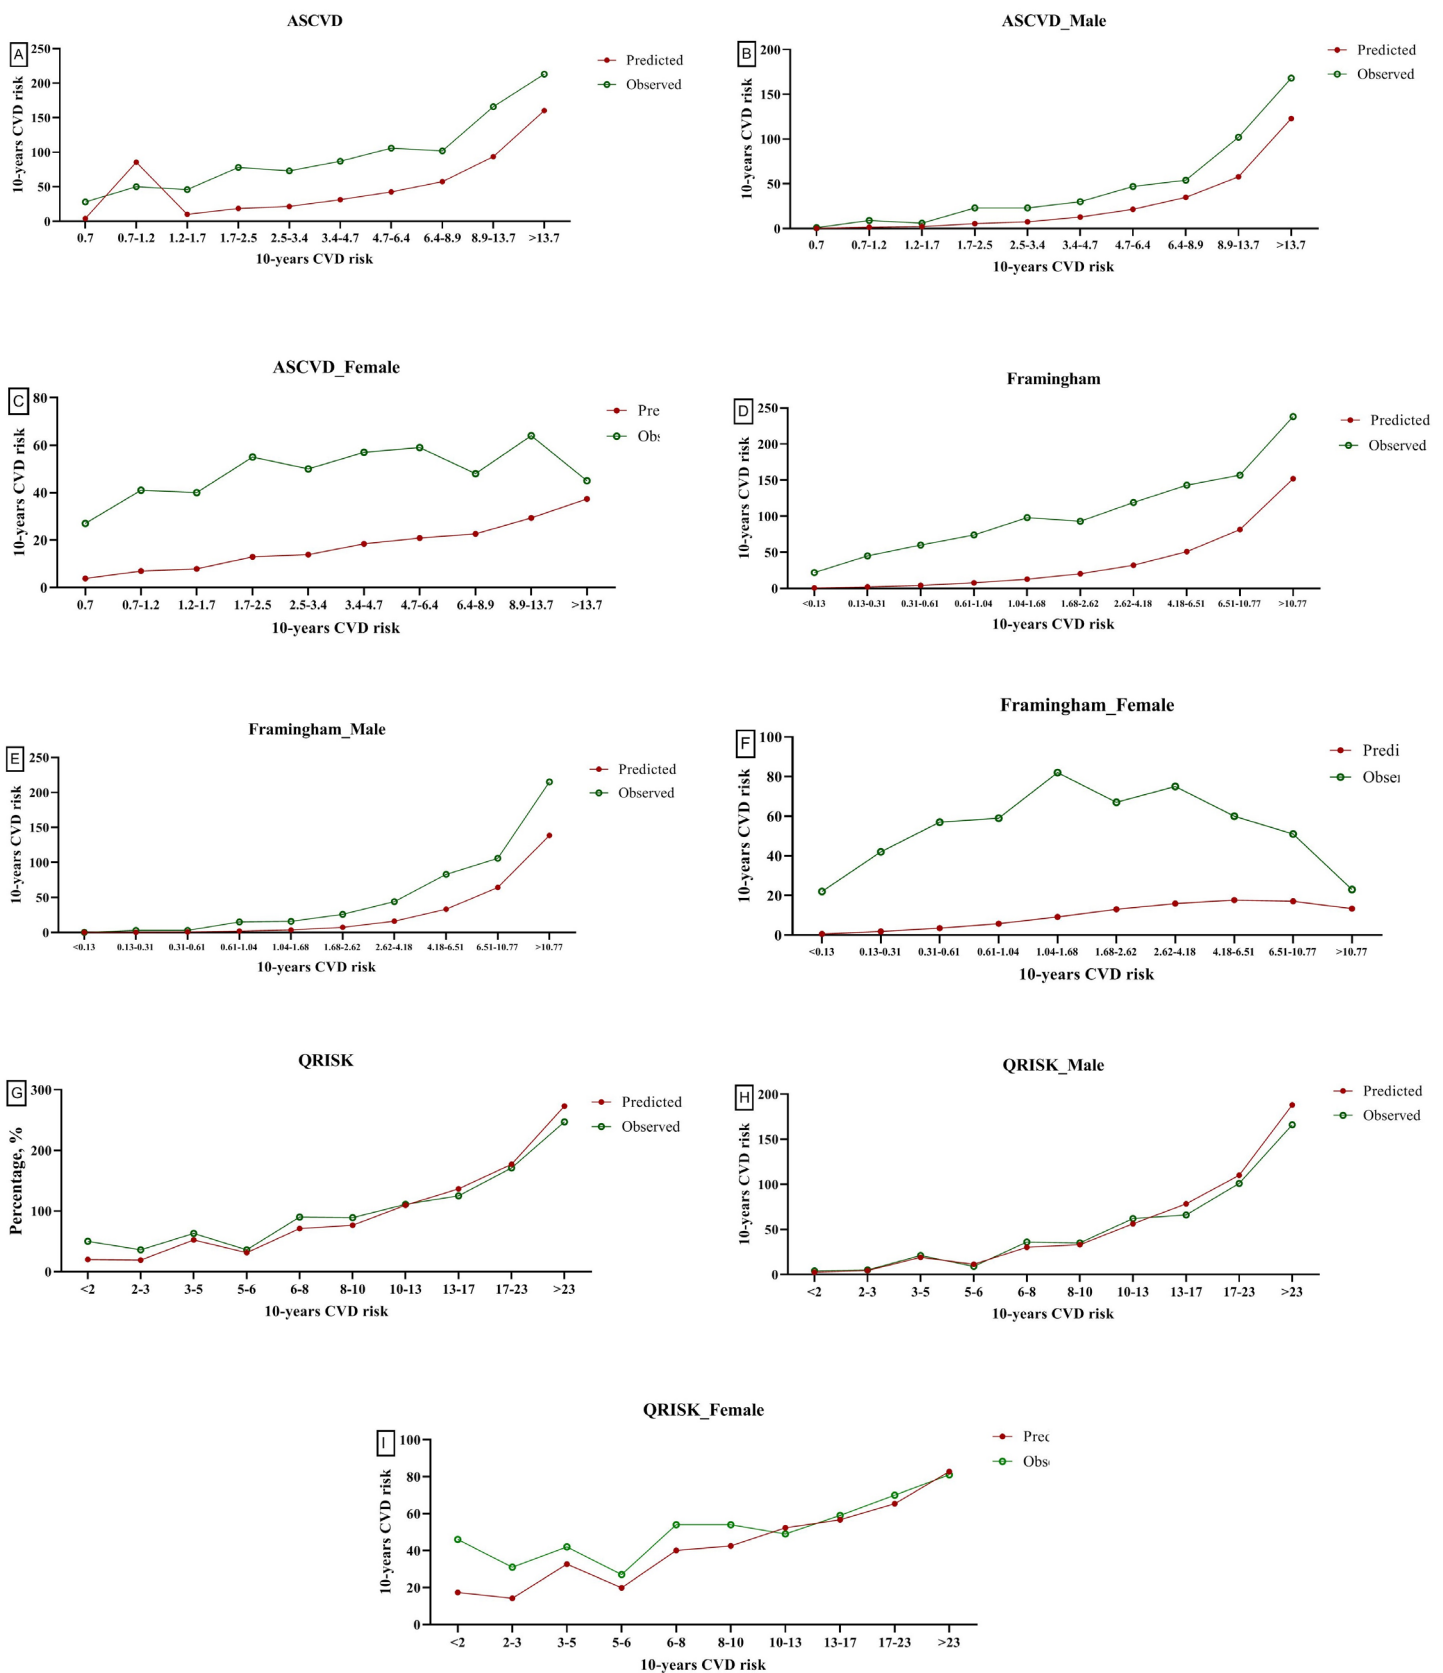 ASCVD
A
10-years CVD risk
250
200
150
100
50
0
0.7 0.7-1.2 1.2-1.7 1.7-2.5 2.5-3.4 3.4-4.7 4.7-6.4 6.4-8.9 8.9-13.7 >13.7
10-years CVD risk
Predicted
Observed
ASCVD_Male
B
10-years CVD risk
200
150
100
50
0
0.7 0.7-1.2 1.2-1.7 1.7-2.5 2.5-3.4 3.4-4.7 4.7-6.4 6.4-8.9 8.9-13.7 >13.7
10-years CVD risk
Predicted
Observed
ASCVD_Female
C
10-years CVD risk
80
60
40
20
0
0.7 0.7-1.2 1.2-1.7 1.7-2.5 2.5-3.4 3.4-4.7 4.7-6.4 6.4-8.9 8.9-13.7 >13.7
10-years CVD risk
Pre
Obs
Framingham
D
10-years CVD risk
250
200
150
100
50
0
<0.13 0.13-0.31 0.31-0.61 0.61-1.04 1.04-1.68 1.68-2.62 2.62-4.18 4.18-6.51 6.51-10.77 >10.77
10-years CVD risk
Predicted
Observed
Framingham_Male
E
10-years CVD risk
250
200
150
100
50
0
<0.13 0.13-0.31 0.31-0.61 0.61-1.04 1.04-1.68 1.68-2.62 2.62-4.18 4.18-6.51 6.51-10.77 >10.77
10-years CVD risk
Predicted
Observed
Framingham_Female
F
10-years CVD risk
100
80
60
40
20
0
<0.13 0.13-0.31 0.31-0.61 0.61-1.04 1.04-1.68 1.68-2.62 2.62-4.18 4.18-6.51 6.51-10.77 >10.77
10-years CVD risk
Predi
Obser
QRISK
G
Percentage, %
300
200
100
0
<2 2-3 3-5 5-6 6-8 8-10 10-13 13-17 17-23 >23
10-years CVD risk
Predicted
Observed
QRISK_Male
H
10-years CVD risk
200
150
100
50
0
<2 2-3 3-5 5-6 6-8 8-10 10-13 13-17 17-23 >23
10-years CVD risk
Predicted
Observed
QRISK_Female
I
10-years CVD risk
100
80
60
40
20
0
<2 2-3 3-5 5-6 6-8 8-10 10-13 13-17 17-23 >23
10-years CVD risk
Prec
Obs